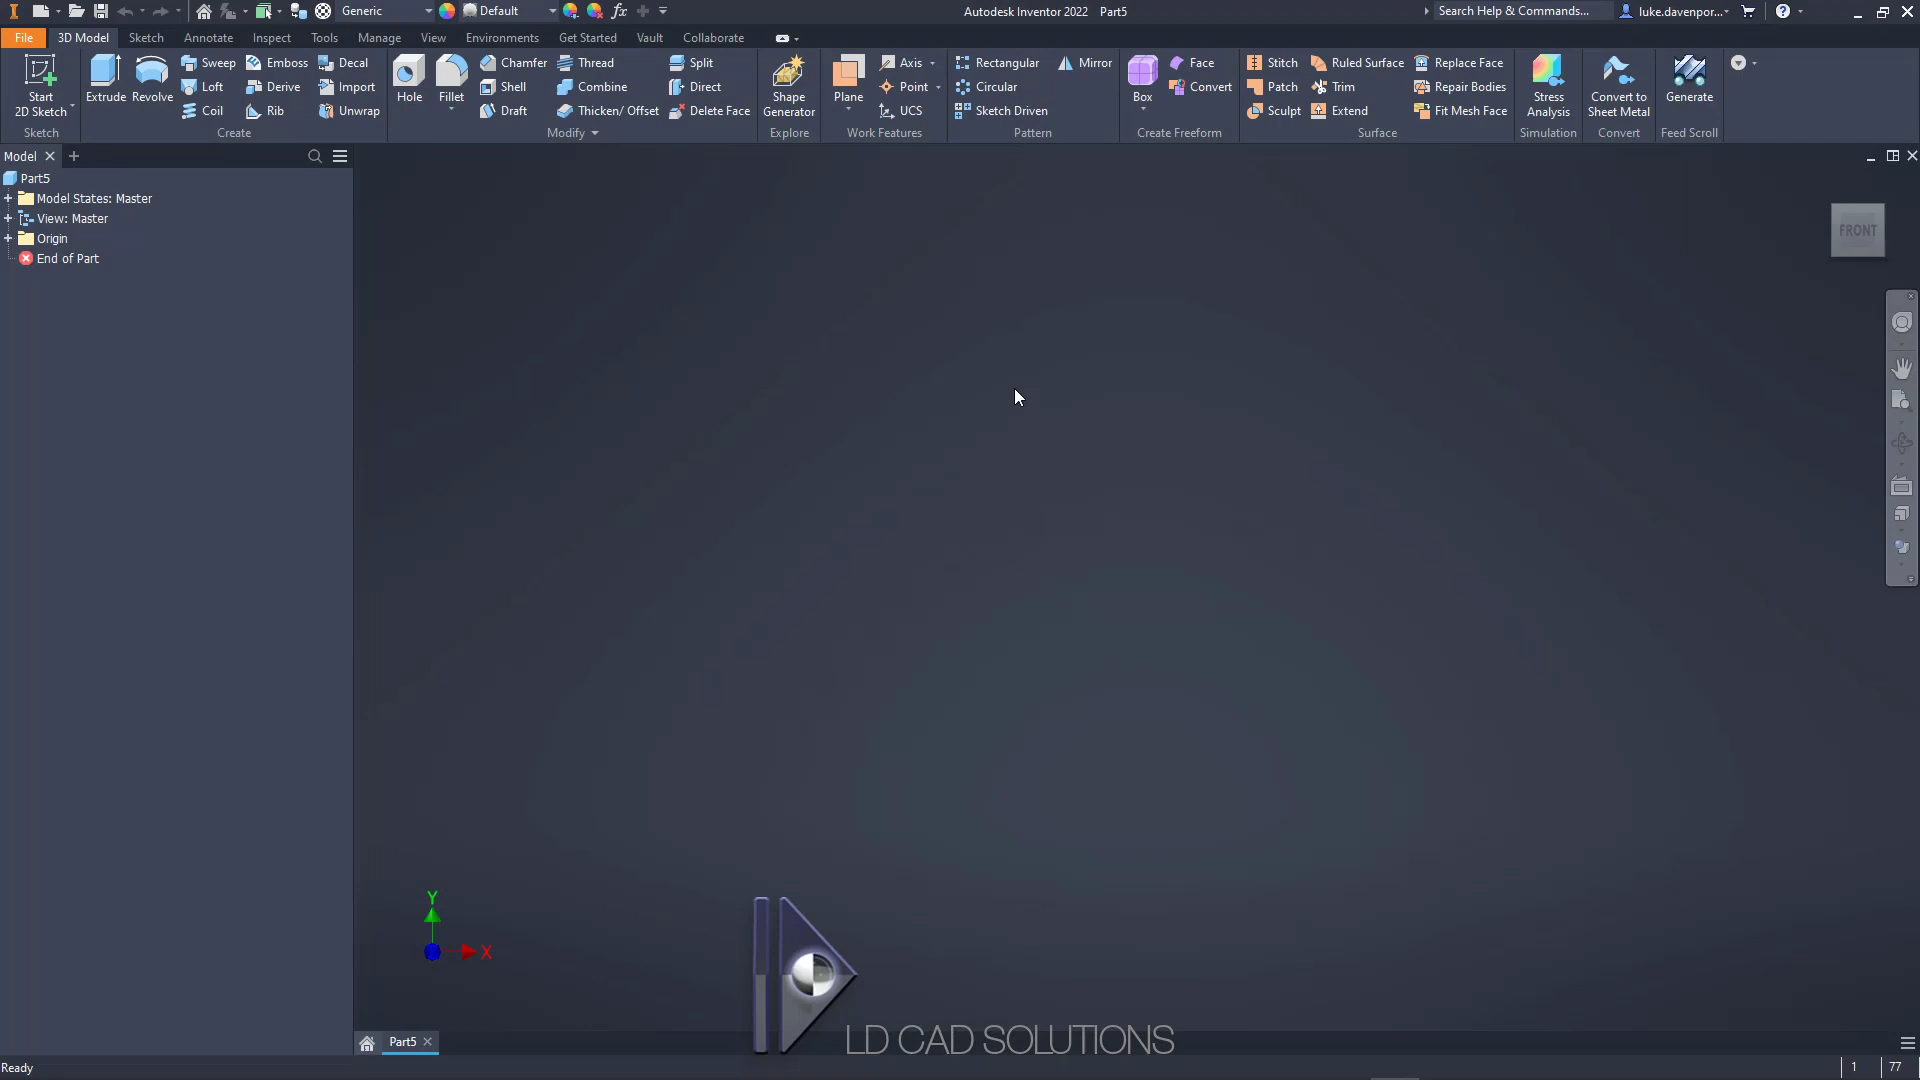 Generic
Default
fx
Autodesk Inventor 2022 Part5
Search Help & Commands...
luke.davenpor...
File
3D Model
Sketch
Annotate
Inspect
Tools
Manage
View
Environments
Get Started
Vault
Collaborate
Start
2D Sketch
Sketch
Extrude
Revolve
Sweep
Loft
Coil
Emboss
Derive
Rib
Decal
Import
Unwrap
Create
Hole
Fillet
Chamfer
Shell
Draft
Thread
Combine
Thicken/ Offset
Split
Direct
Delete Face
Modify
Shape
Generator
Explore
Plane
Axis
Point
UCS
Work Features
Rectangular
Circular
Sketch Driven
Mirror
Pattern
Box
Face
Convert
Create Freeform
Stitch
Patch
Sculpt
Ruled Surface
Trim
Extend
Replace Face
Repair Bodies
Fit Mesh Face
Surface
Stress
Analysis
Simulation
Convert to
Sheet Metal
Convert
Generate
Feed Scroll
Model
Part5
Model States: Master
View: Master
Origin
End of Part
FRONT
Y
X
LD CAD SOLUTIONS
Part5
Ready
1
77